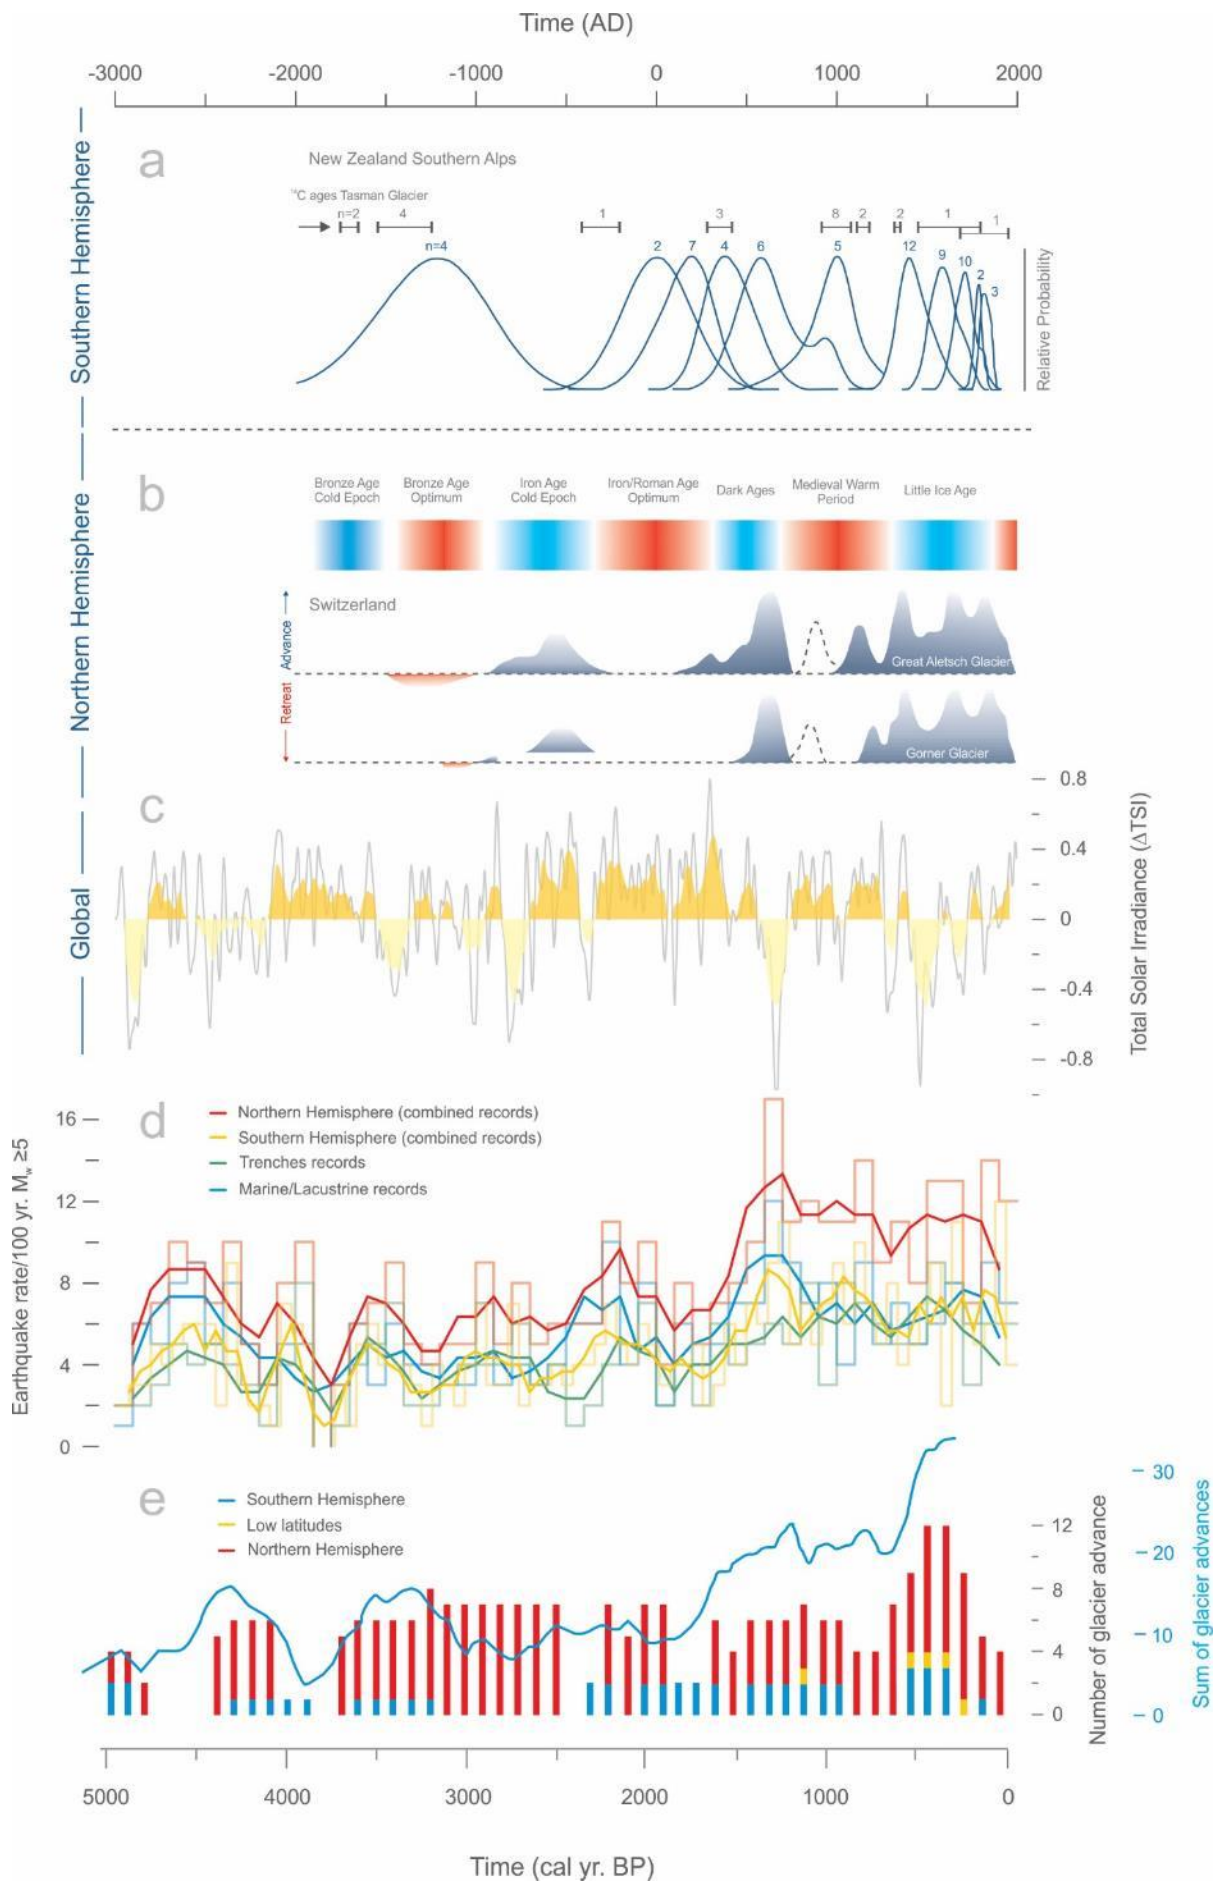 Time (AD)
-3000 -2000 -1000 0 1000 2000
Southern Hemisphere
a
New Zealand Southern Alps
¹⁴C ages Tasman Glacier
n=2 4 1 3 8 2 2 1 1
n=4 2 7 4 6 5 12 9 10 2 3
Relative Probability
Northern Hemisphere
b
Bronze Age
Cold Epoch
Bronze Age
Optimum
Iron Age
Cold Epoch
Iron/Roman Age
Optimum
Dark Ages
Medieval Warm
Period
Little Ice Age
Switzerland
Advance
Retreat
Great Aletsch Glacier
Gorner Glacier
Global
c
0.8
0.4
0
-0.4
-0.8
Total Solar Irradiance (ΔTSI)
d
Northern Hemisphere (combined records)
Southern Hemisphere (combined records)
Trenches records
Marine/Lacustrine records
16
12
8
4
0
Earthquake rate/100 yr. Mw ≥5
e
Southern Hemisphere
Low latitudes
Northern Hemisphere
12
8
4
0
Number of glacier advance
30
20
10
0
Sum of glacier advances
5000 4000 3000 2000 1000 0
Time (cal yr. BP)